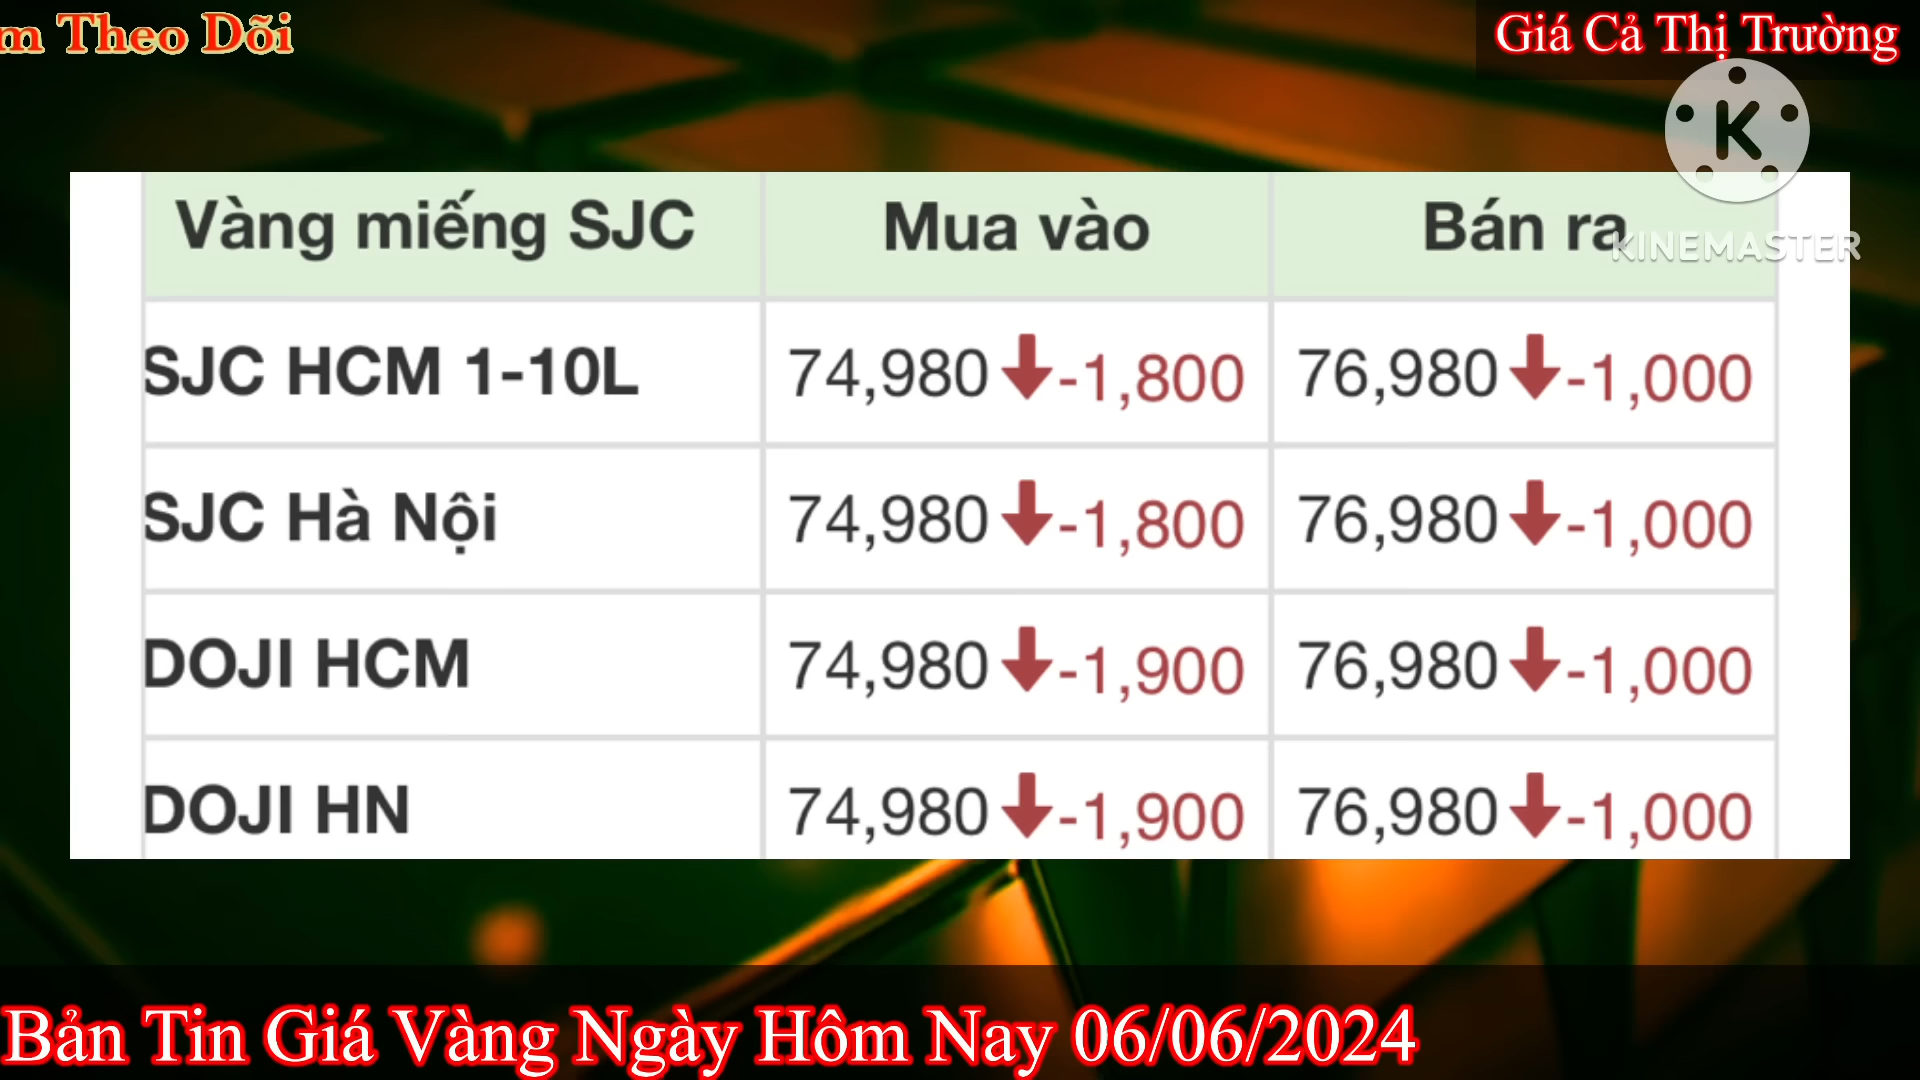 m Theo Dõi
Giá Cả Thị Trường
K
KINEMASTER
Vàng miếng SJC Mua vào Bán ra
SJC HCM 1-10L 74,980 -1,800 76,980 -1,000
SJC Hà Nội 74,980 -1,800 76,980 -1,000
DOJI HCM 74,980 -1,900 76,980 -1,000
DOJI HN 74,980 -1,900 76,980 -1,000
Bản Tin Giá Vàng Ngày Hôm Nay 06/06/2024